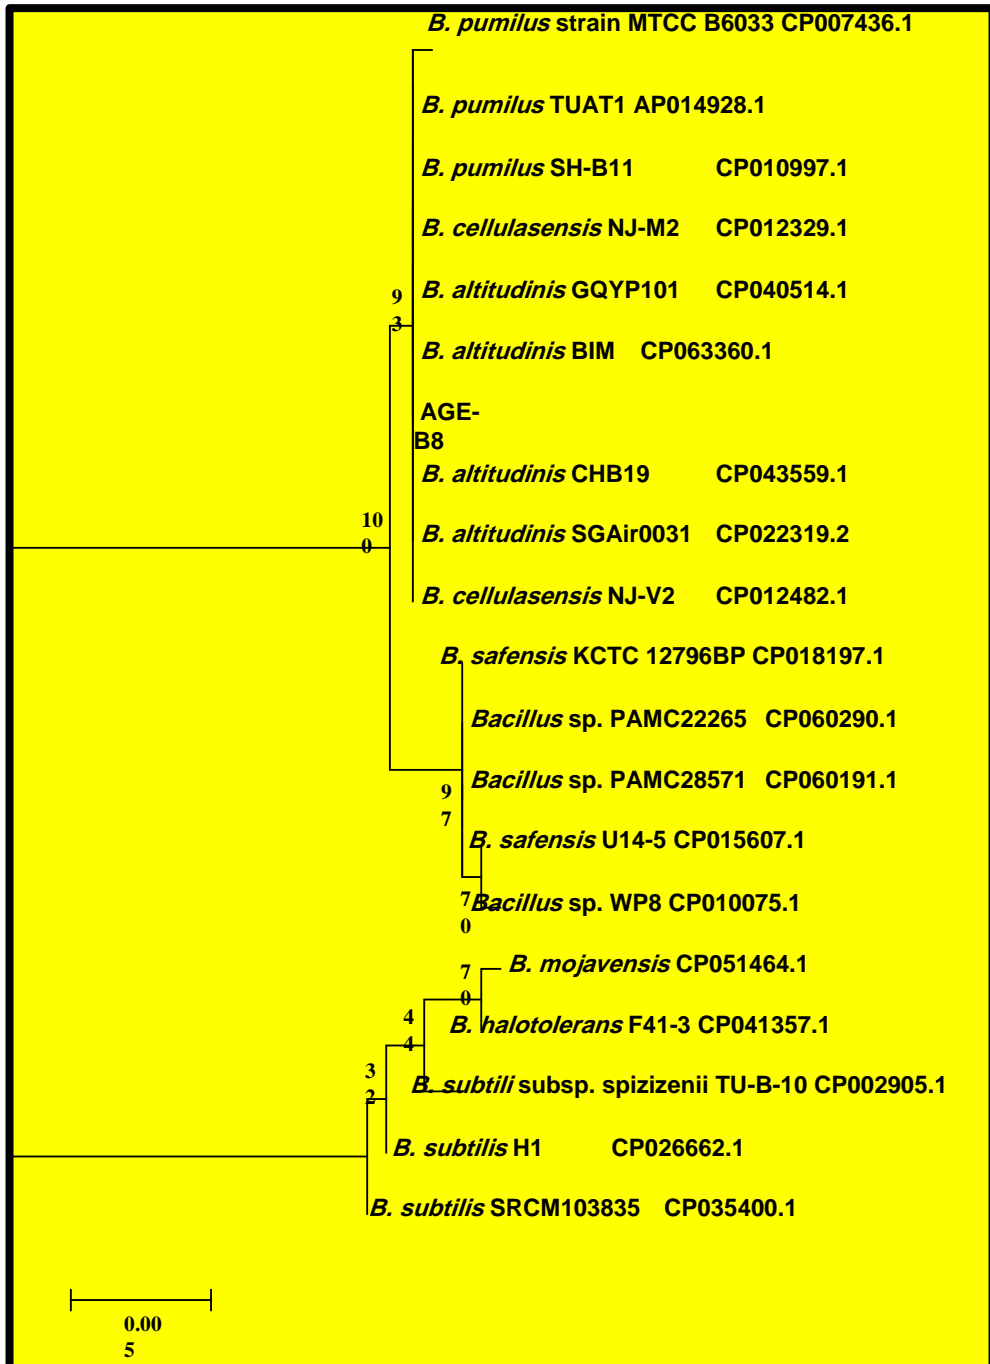 B. pumilus strain MTCC B6033 CP007436.1
B. pumilus TUAT1 AP014928.1
B. pumilus SH-B11 CP010997.1
B. cellulasensis NJ-M2 CP012329.1
9
3
B. altitudinis GQYP101 CP040514.1
B. altitudinis BIM CP063360.1
AGE-
B8
B. altitudinis CHB19 CP043559.1
10
0
B. altitudinis SGAir0031 CP022319.2
B. cellulasensis NJ-V2 CP012482.1
B. safensis KCTC 12796BP CP018197.1
Bacillus sp. PAMC22265 CP060290.1
Bacillus sp. PAMC28571 CP060191.1
9
7
B. safensis U14-5 CP015607.1
7
0
Bacillus sp. WP8 CP010075.1
7
0
B. mojavensis CP051464.1
4
4
B. halotolerans F41-3 CP041357.1
3
2
B. subtili subsp. spizizenii TU-B-10 CP002905.1
B. subtilis H1 CP026662.1
B. subtilis SRCM103835 CP035400.1
0.00
5